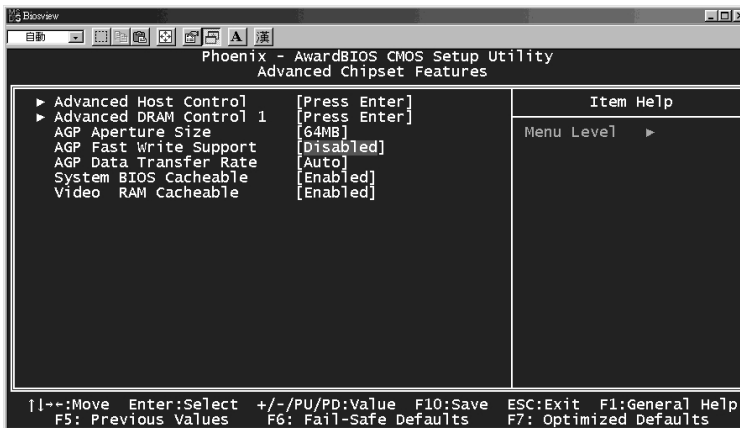 Biosview
自動
A 漢
Phoenix - AwardBIOS CMOS Setup Utility
Advanced Chipset Features
► Advanced Host Control [Press Enter]
► Advanced DRAM Control 1 [Press Enter]
AGP Aperture Size [64MB]
AGP Fast Write Support [Disabled]
AGP Data Transfer Rate [Auto]
System BIOS Cacheable [Enabled]
Video RAM Cacheable [Enabled]
Item Help
Menu Level ►
↑↓→←:Move Enter:Select +/-/PU/PD:Value F10:Save ESC:Exit F1:General Help
F5: Previous Values F6: Fail-Safe Defaults F7: Optimized Defaults